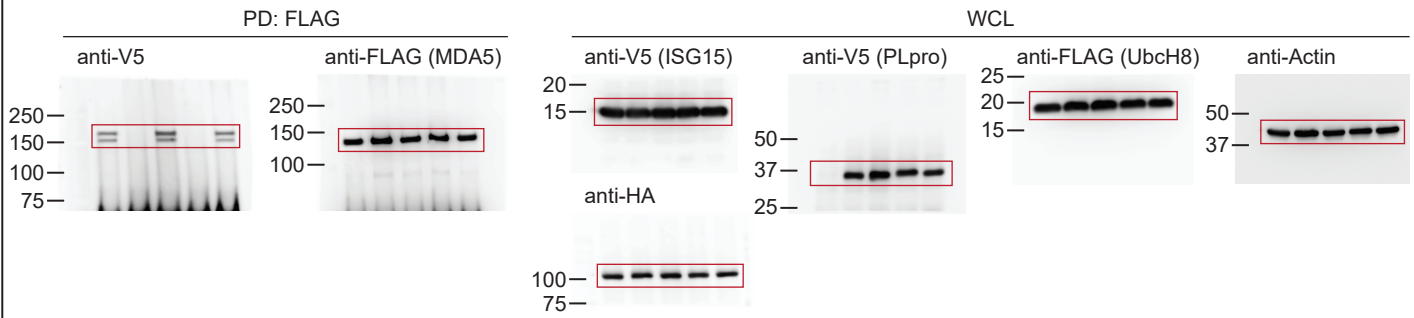 PD: FLAG
WCL
anti-V5
250
150
100
75
anti-FLAG (MDA5)
250
150
100
anti-V5 (ISG15)
20
15
anti-HA
100
75
anti-V5 (PLpro)
50
37
25
anti-FLAG (UbcH8)
25
20
15
anti-Actin
50
37